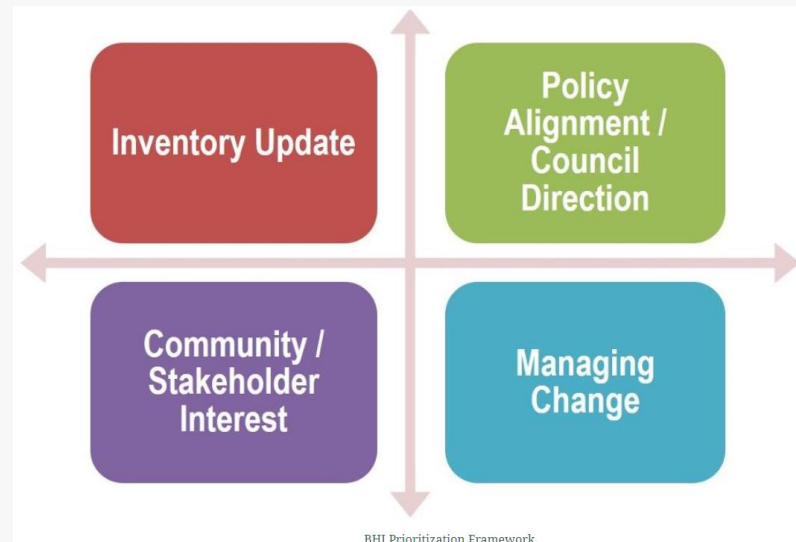 Inventory Update
Policy
Alignment /
Council
Direction
Community /
Stakeholder
Interest
Managing
Change
BHI Prioritization Framework